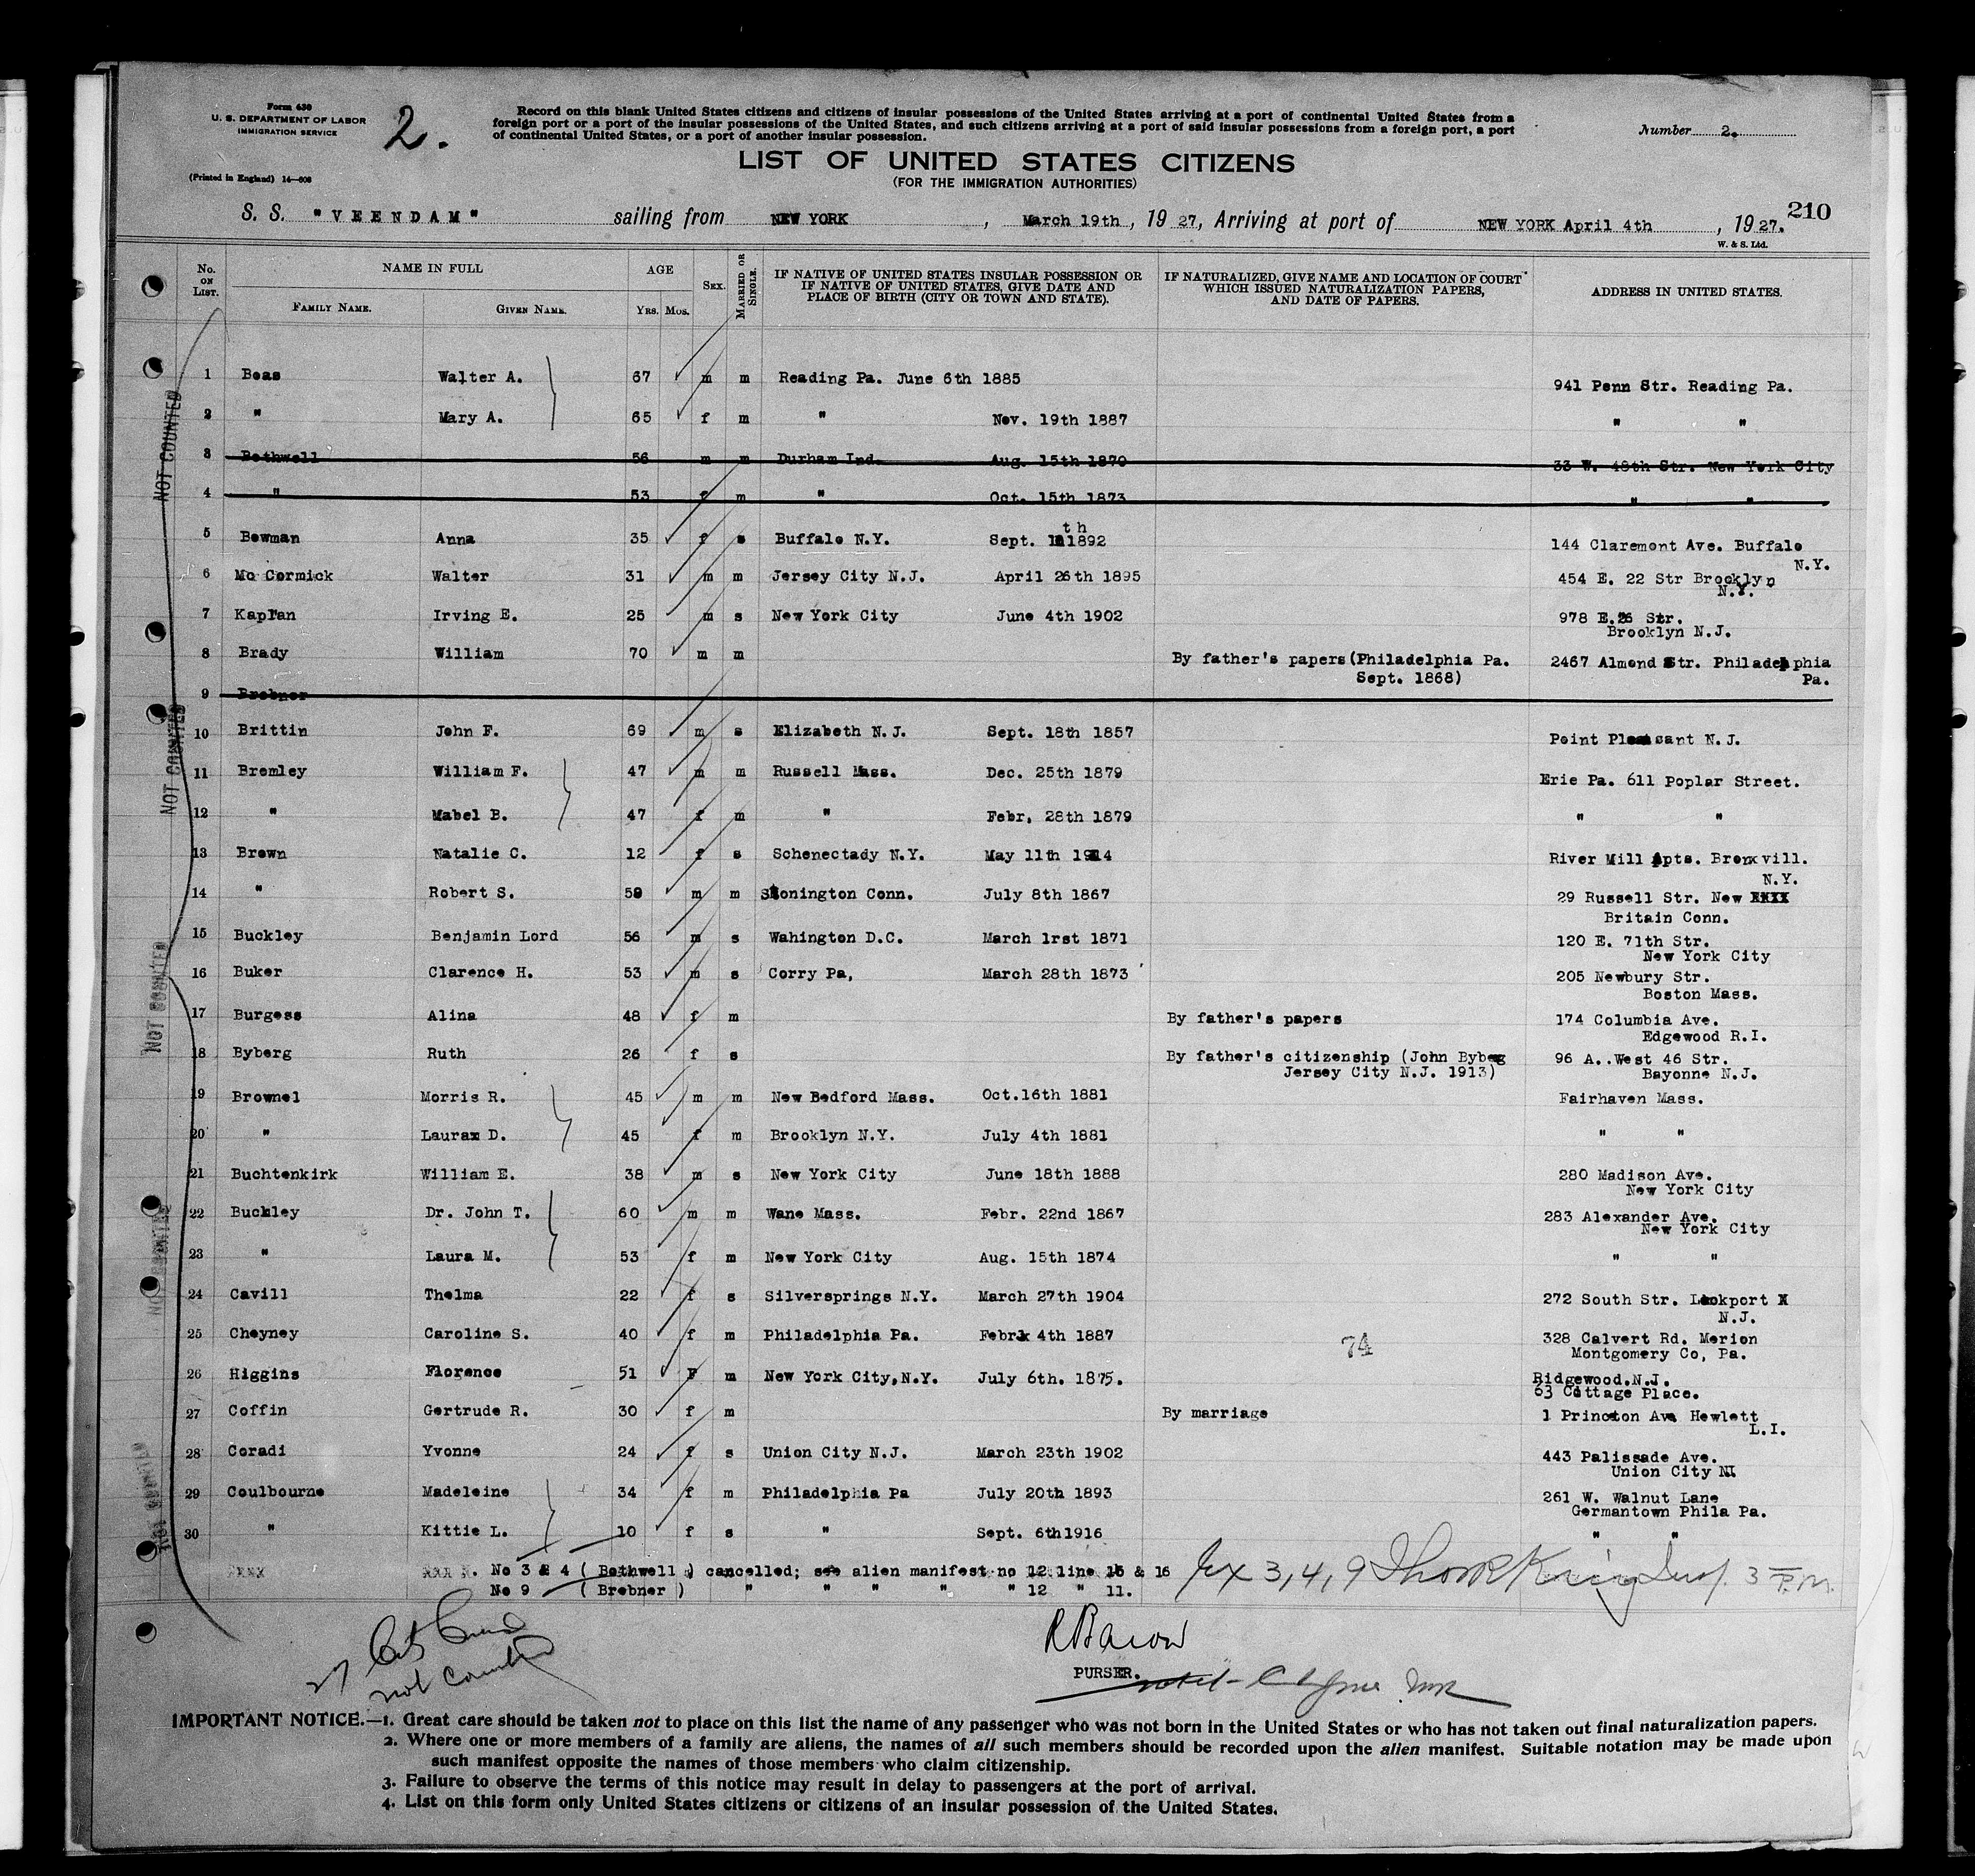 Form 630
U. S. DEPARTMENT OF LABOR
IMMIGRATION SERVICE
(Printed in England) 14—608
2.
Record on this blank United States citizens and citizens of insular possessions of the United States arriving at a port of continental United States from a
foreign port or a port of the insular possessions of the United States, and such citizens arriving at a port of said insular possessions from a foreign port, a port
of continental United States, or a port of another insular possession.
Number 2.
LIST OF UNITED STATES CITIZENS
(FOR THE IMMIGRATION AUTHORITIES)
S. S. "VEENDAM" sailing from NEW YORK, March 19th, 1927, Arriving at port of NEW YORK April 4th, 1927.
210
W. & S. Ltd.
No. ON LIST. NAME IN FULL FAMILY NAME. GIVEN NAME. AGE YRS. MOS. SEX. MARRIED OR SINGLE. IF NATIVE OF UNITED STATES INSULAR POSSESSION OR IF NATIVE OF UNITED STATES, GIVE DATE AND PLACE OF BIRTH (CITY OR TOWN AND STATE). IF NATURALIZED, GIVE NAME AND LOCATION OF COURT WHICH ISSUED NATURALIZATION PAPERS, AND DATE OF PAPERS. ADDRESS IN UNITED STATES.
1 Boas Walter A. 67 m m Reading Pa. June 6th 1885 941 Penn Str. Reading Pa.
2 " Mary A. 65 f m " Nov. 19th 1887 " "
3 Bothwell 56 m m Durham Ind. Aug. 15th 1870 33 W. 48th Str. New York City
4 " 53 f m " Oct. 15th 1873 " "
5 Bowman Anna 35 f s Buffalo N.Y. Sept. th 1892 144 Claremont Ave. Buffalo
N.Y.
6 Mc Cormick Walter 31 m m Jersey City N.J. April 26th 1895 454 E. 22 Str Brooklyn
N.Y.
7 Kaplan Irving E. 25 m s New York City June 4th 1902 978 E.26 Str.
Brooklyn N.J.
8 Brady William 70 m m By father's papers(Philadelphia Pa. 2467 Almond Str. Philadelphia
Sept. 1868) Pa.
9 Brebner
10 Brittin John F. 69 m s Elizabeth N.J. Sept. 18th 1857 Point Pleasant N.J.
11 Bromley William F. 47 m m Russell Mass. Dec. 25th 1879 Erie Pa. 611 Poplar Street.
12 " Mabel B. 47 f m " Febr, 28th 1879 " "
13 Brown Natalie C. 12 f s Schenectady N.Y. May 11th 1914 River Mill Apts. Bronxvill.
N.Y.
14 " Robert S. 59 m m Stonington Conn. July 8th 1867 29 Russell Str. New
Britain Conn.
15 Buckley Benjamin Lord 56 m s Wahington D.C. March 1rst 1871 120 E. 71th Str.
New York City
16 Buker Clarence H. 53 m s Corry Pa, March 28th 1873 205 Newbury Str.
Boston Mass.
17 Burgess Alina 48 f m By father's papers 174 Columbia Ave.
Edgewood R.I.
18 Byberg Ruth 26 f s By father's citizenship (John Byberg 96 A..West 46 Str.
Jersey City N.J. 1913) Bayonne N.J.
19 Brownel Morris R. 45 m m New Bedford Mass. Oct.16th 1881 Fairhaven Mass.
20 " Laurax D. 45 f m Brooklyn N.Y. July 4th 1881 " "
21 Buchtenkirk William E. 38 m s New York City June 18th 1888 280 Madison Ave.
New York City
22 Buckley Dr. John T. 60 m m Wane Mass. Febr. 22nd 1867 283 Alexander Ave.
New York City
23 " Laura M. 53 f m New York City Aug. 15th 1874 " "
24 Cavill Thelma 22 f s Silversprings N.Y. March 27th 1904 272 South Str. Lockport
N.J.
25 Cheyney Caroline S. 40 f m Philadelphia Pa. Febr 4th 1887 328 Calvert Rd. Merion
74 Montgomery Co, Pa.
26 Higgins Florence 51 F m New York City,N.Y. July 6th. 1875. Ridgewood.N.J.
63 Cottage Place.
27 Coffin Gertrude R. 30 f m By marriage 1 Princton Ave Hewlett
L.I.
28 Coradi Yvonne 24 f s Union City N.J. March 23th 1902 443 Palissade Ave.
Union City NJ
29 Coulbourne Madeleine 34 f m Philadelphia Pa July 20th 1893 261 W. Walnut Lane
Germantown Phila Pa.
30 " Kittie L. 10 f s " Sept. 6th1916 " "
No 3 & 4 ( Bothwell ) cancelled; see alien manifest no 12 line 15 & 16
No 9 ( Brebner ) " " " " " 12 " 11.
3, 4, 9 3 P.M.
NOT COUNTED
NOT COUNTED
NOT COUNTED
NOT COUNTED
NOT COUNTED
27
not counted
R Baron
PURSER.
IMPORTANT NOTICE.—1. Great care should be taken not to place on this list the name of any passenger who was not born in the United States or who has not taken out final naturalization papers.
2. Where one or more members of a family are aliens, the names of all such members should be recorded upon the alien manifest. Suitable notation may be made upon
such manifest opposite the names of those members who claim citizenship.
3. Failure to observe the terms of this notice may result in delay to passengers at the port of arrival.
4. List on this form only United States citizens or citizens of an insular possession of the United States.